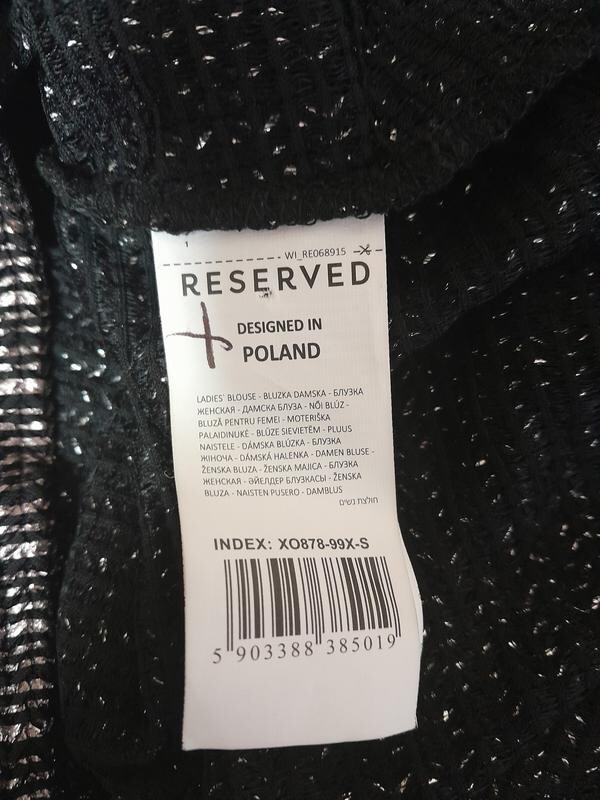 1
WI_RE068915
RESERVED
DESIGNED IN
POLAND
LADIES' BLOUSE - BLUZKA DAMSKA - БЛУЗКА
ЖЕНСКАЯ - ДАМСКА БЛУЗА - NŐI BLÚZ -
BLUZĂ PENTRU FEMEI - MOTERIŠKA
PALAIDINUKĖ - BLŪZE SIEVIETĒM - PLUUS
NAISTELE - DÁMSKA BLÚZKA - БЛУЗКА
ЖІНОЧА - DÁMSKÁ HALENKA - DAMEN BLUSE -
ŽENSKA BLUZA - ŽENSKA MAJICA - БЛУЗКА
ЖЕНСКАЯ - ӘЙЕЛДЕР БЛУЗКАСЫ - ŽENSKA
BLUZA - NAISTEN PUSERO - DAMBLUS
חולצת נשים
INDEX: XO878-99X-S
5 903388 385019